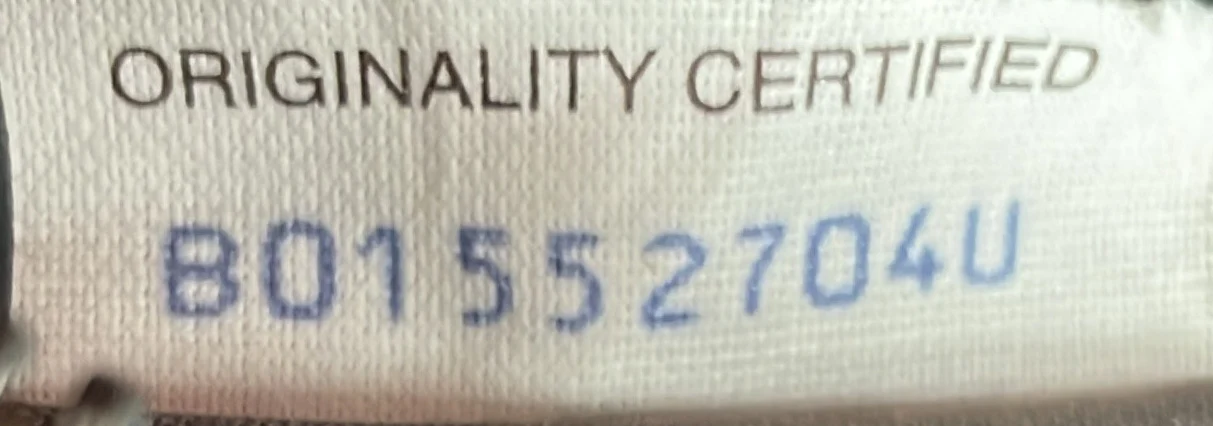 ORIGINALITY CERTIFIED
B01552704U